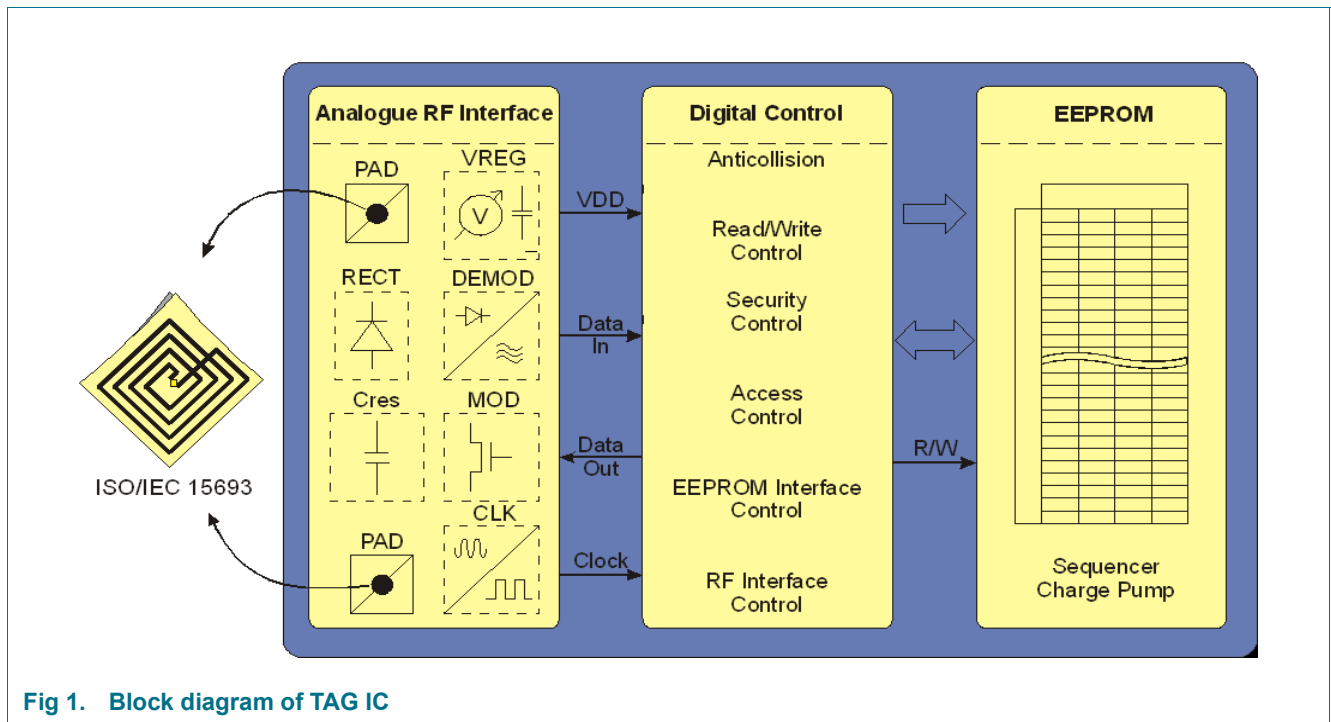 Analogue RF Interface
PAD
VREG
V
RECT
DEMOD
Cres
MOD
PAD
CLK
ISO/IEC 15693
VDD
Data
In
Data
Out
Clock
Digital Control
Anticollision
Read/Write
Control
Security
Control
Access
Control
EEPROM Interface
Control
RF Interface
Control
R/W
EEPROM
Sequencer
Charge Pump
Fig 1. Block diagram of TAG IC